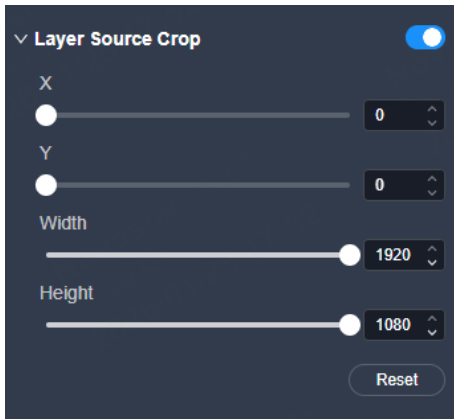 Layer Source Crop
X
0
Y
0
Width
1920
Height
1080
Reset